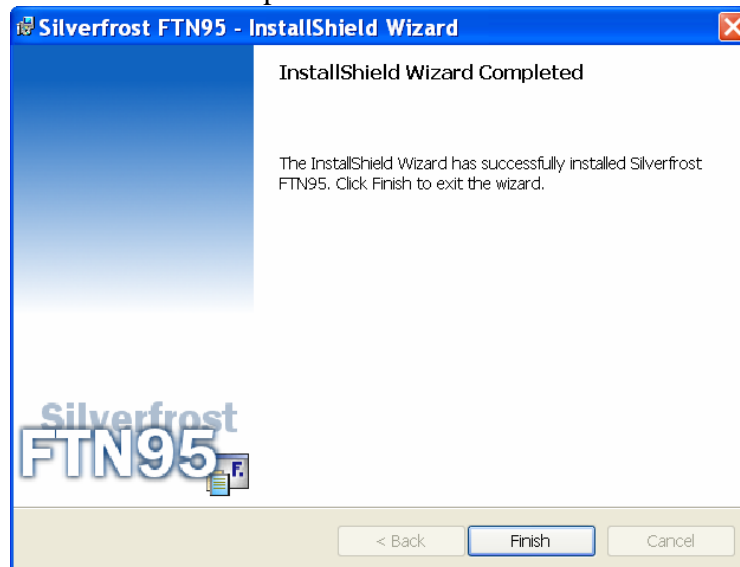 Silverfrost FTN95 - InstallShield Wizard
InstallShield Wizard Completed
The InstallShield Wizard has successfully installed Silverfrost
FTN95. Click Finish to exit the wizard.
Silverfrost
FTN95
F.
< Back
Finish
Cancel